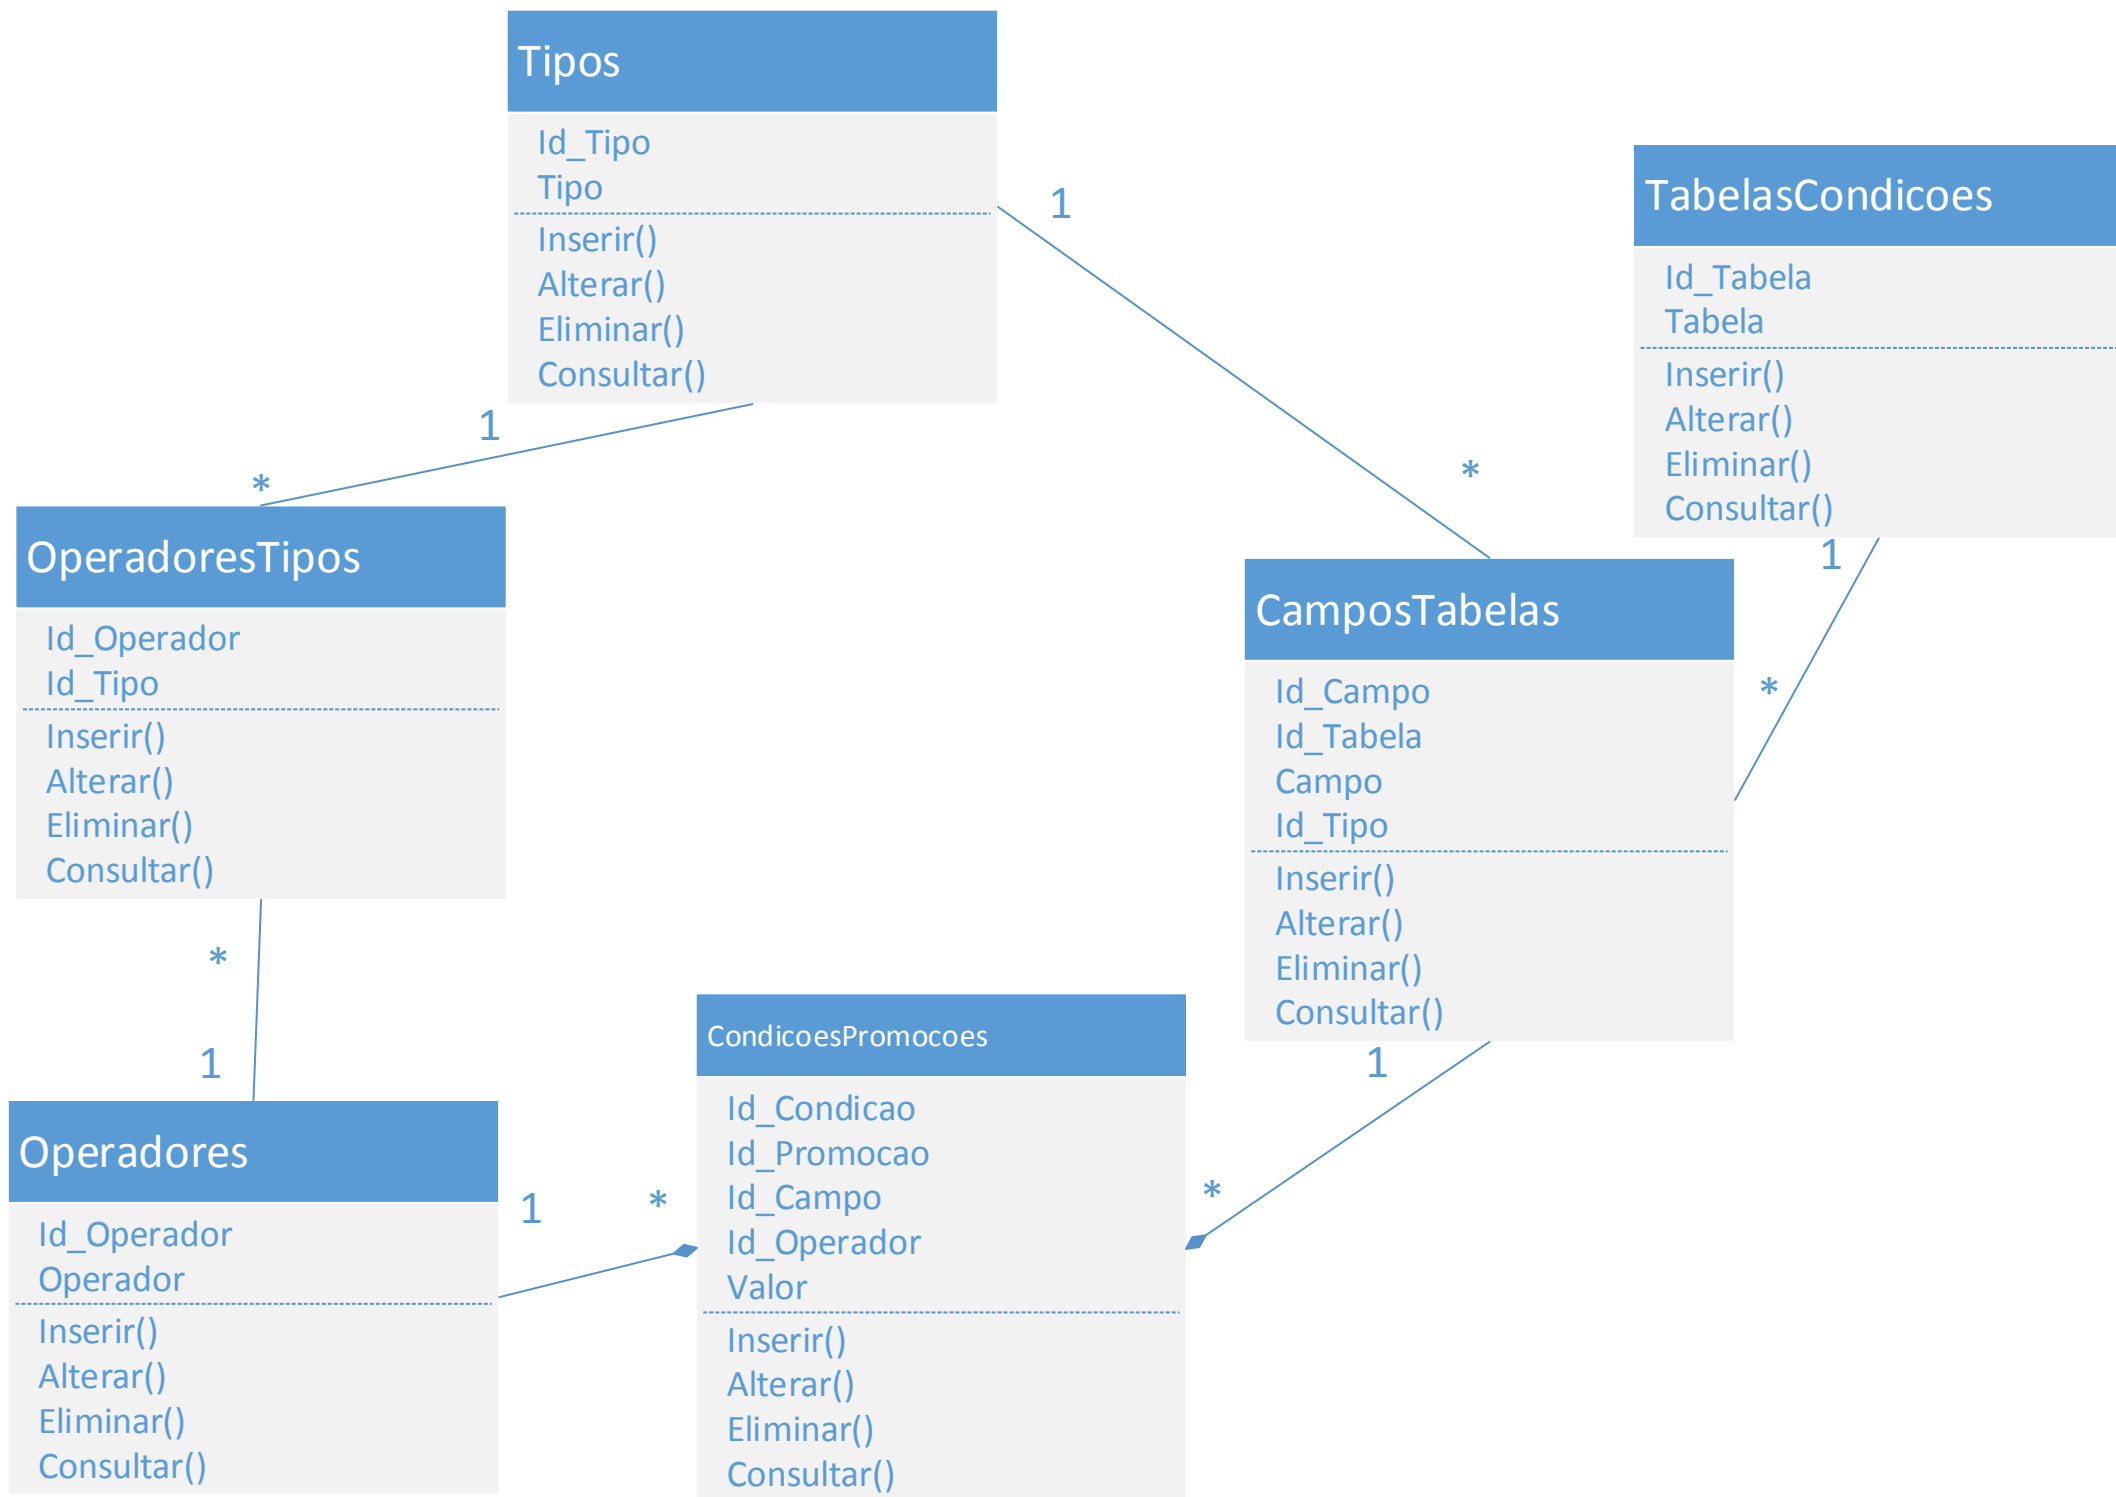 Tipos
Id_Tipo
Tipo
Inserir()
Alterar()
Eliminar()
Consultar()
1
1
*
*
TabelasCondicoes
Id_Tabela
Tabela
Inserir()
Alterar()
Eliminar()
Consultar()
1
*
OperadoresTipos
Id_Operador
Id_Tipo
Inserir()
Alterar()
Eliminar()
Consultar()
*
1
CamposTabelas
Id_Campo
Id_Tabela
Campo
Id_Tipo
Inserir()
Alterar()
Eliminar()
Consultar()
1
*
CondicoesPromocoes
Id_Condicao
Id_Promocao
Id_Campo
Id_Operador
Valor
Inserir()
Alterar()
Eliminar()
Consultar()
Operadores
Id_Operador
Operador
Inserir()
Alterar()
Eliminar()
Consultar()
1
*